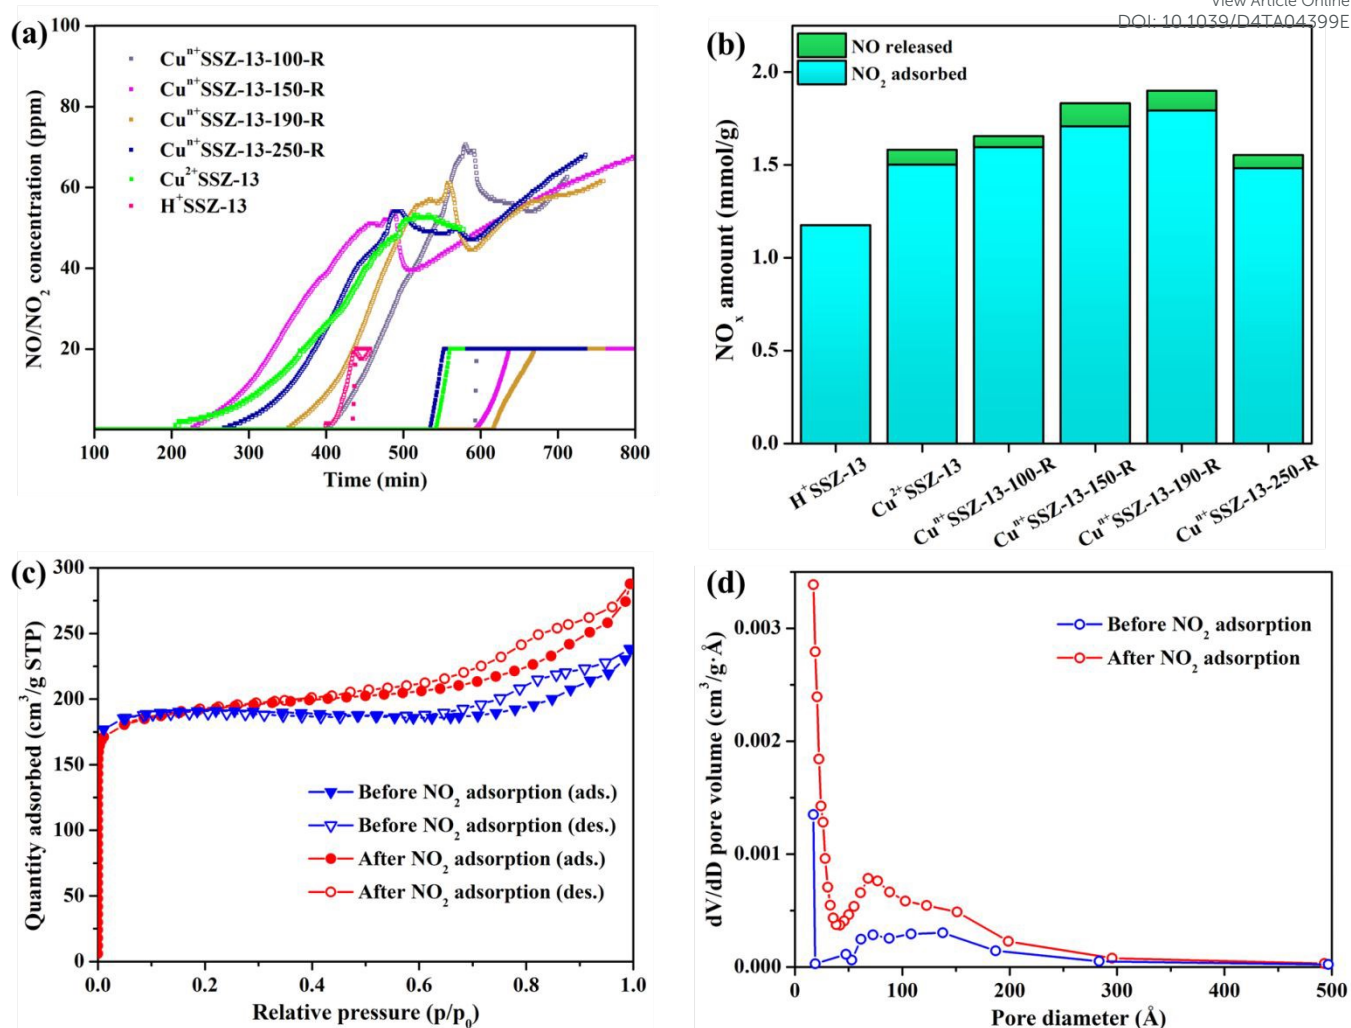 View Article Online
DOI: 10.1039/D4TA04399E
(a)
NO/NO₂ concentration (ppm)
100
80
60
40
20
Cuⁿ⁺SSZ-13-100-R
Cuⁿ⁺SSZ-13-150-R
Cuⁿ⁺SSZ-13-190-R
Cuⁿ⁺SSZ-13-250-R
Cu²⁺SSZ-13
H⁺SSZ-13
100 200 300 400 500 600 700 800
Time (min)
(b)
NOₓ amount (mmol/g)
2.0
1.5
1.0
0.5
0.0
NO released
NO₂ adsorbed
H⁺SSZ-13
Cu²⁺SSZ-13
Cuⁿ⁺SSZ-13-100-R
Cuⁿ⁺SSZ-13-150-R
Cuⁿ⁺SSZ-13-190-R
Cuⁿ⁺SSZ-13-250-R
(c)
Quantity adsorbed (cm³/g STP)
300
250
200
150
100
50
0
Before NO₂ adsorption (ads.)
Before NO₂ adsorption (des.)
After NO₂ adsorption (ads.)
After NO₂ adsorption (des.)
0.0 0.2 0.4 0.6 0.8 1.0
Relative pressure (p/p₀)
(d)
dV/dD pore volume (cm³/g·Å)
0.003
0.002
0.001
0.000
Before NO₂ adsorption
After NO₂ adsorption
0 100 200 300 400 500
Pore diameter (Å)